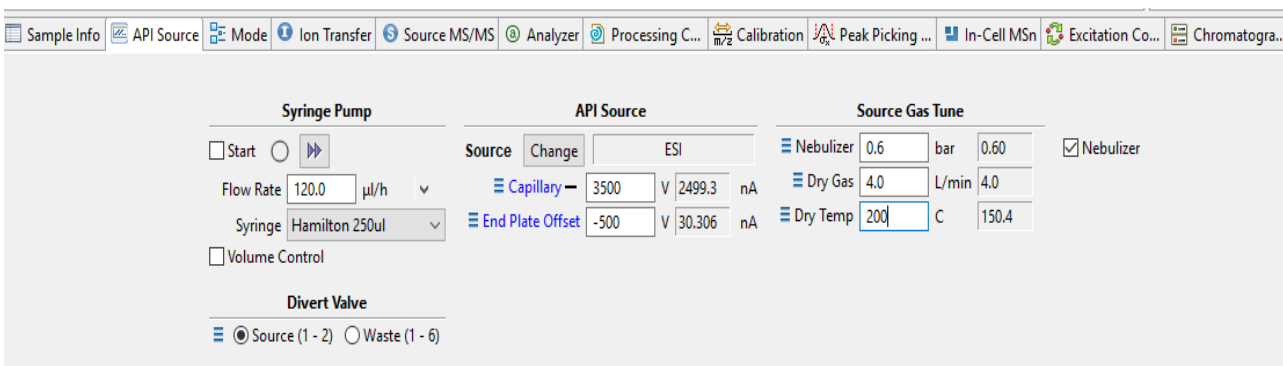 Sample Info API Source Mode Ion Transfer Source MS/MS Analyzer Processing C... m/z Calibration Peak Picking ... In-Cell MSn Excitation Co... Chromatogra...
Syringe Pump
Start
Flow Rate 120.0 µl/h
Syringe Hamilton 250ul
Volume Control
Divert Valve
Source (1 - 2) Waste (1 - 6)
API Source
Source Change ESI
Capillary 3500 V 2499.3 nA
End Plate Offset -500 V 30.306 nA
Source Gas Tune
Nebulizer 0.6 bar 0.60 Nebulizer
Dry Gas 4.0 L/min 4.0
Dry Temp 200 C 150.4